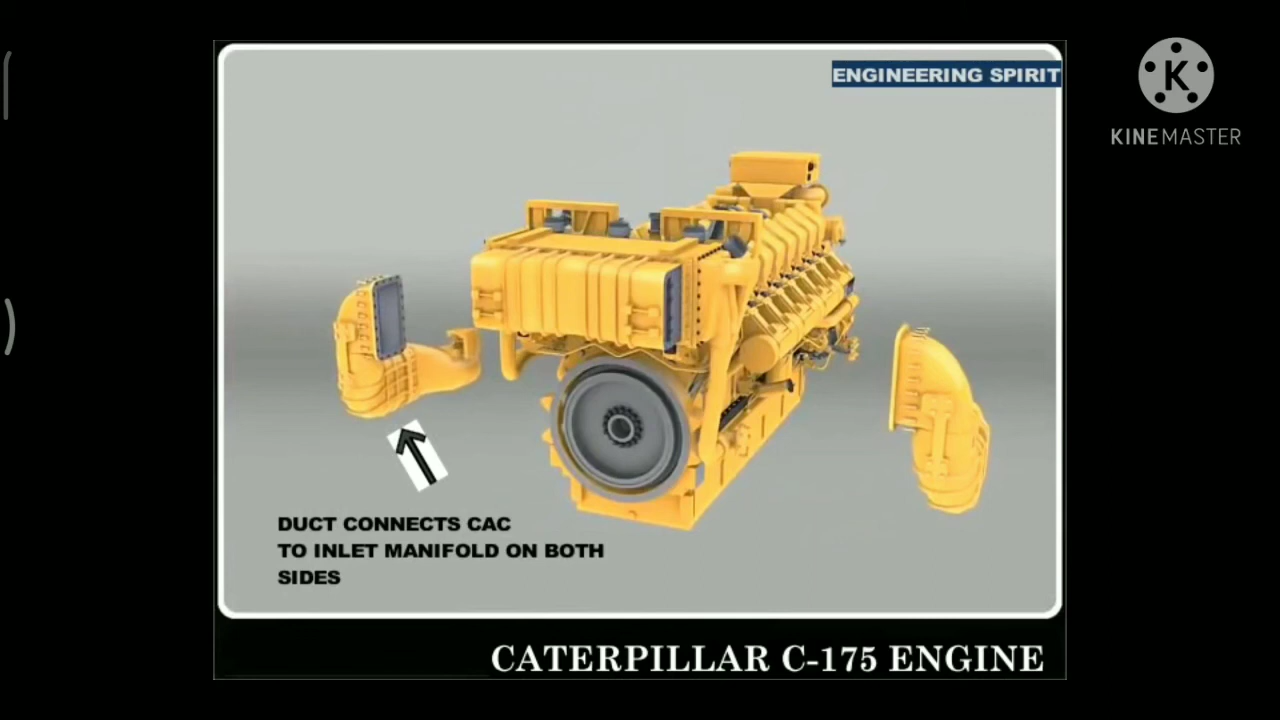 ENGINEERING SPIRIT
K
KINEMASTER
DUCT CONNECTS CAC
TO INLET MANIFOLD ON BOTH
SIDES
CATERPILLAR C-175 ENGINE